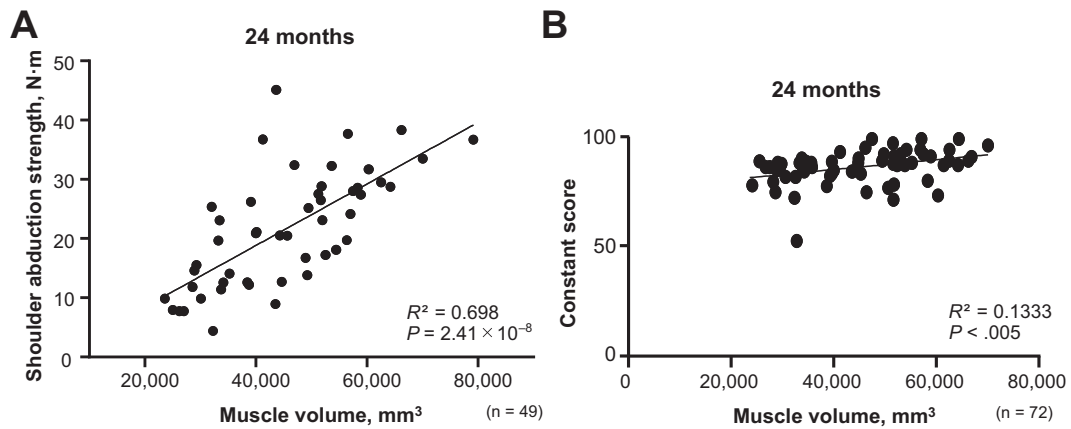 A
24 months
Shoulder abduction strength, N·m
50
40
30
20
10
0
R² = 0.698
P = 2.41 × 10⁻⁸
20,000 40,000 60,000 80,000
Muscle volume, mm³
(n = 49)
B
24 months
Constant score
100
50
0
R² = 0.1333
P < .005
0 20,000 40,000 60,000 80,000
Muscle volume, mm³
(n = 72)